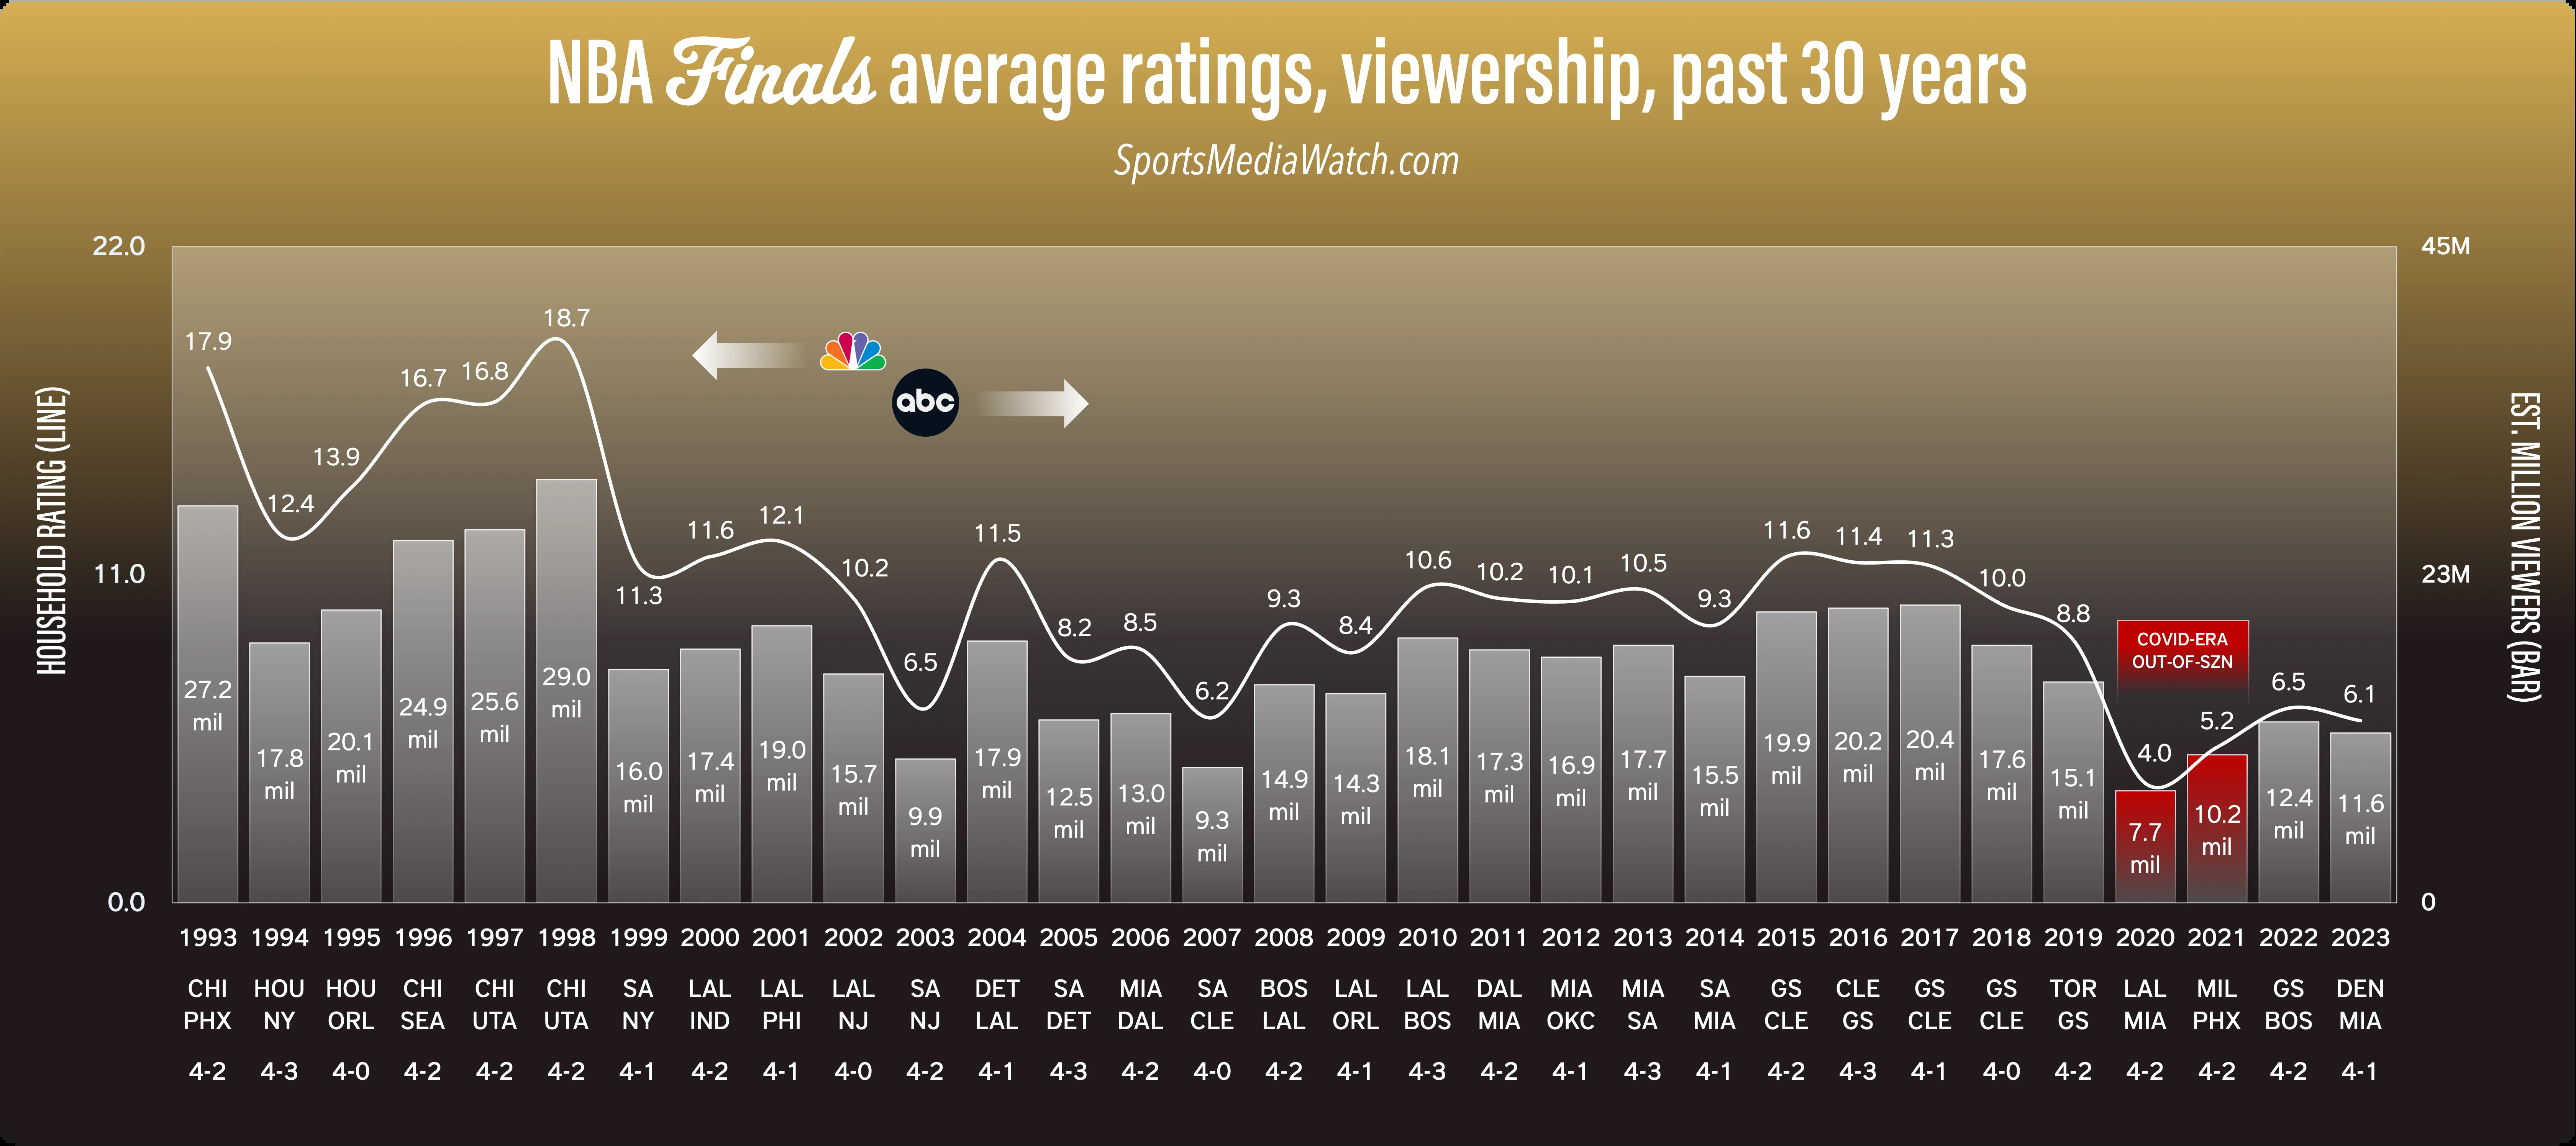 NBA Finals average ratings, viewership, past 30 years
SportsMediaWatch.com
22.0
11.0
0.0
HOUSEHOLD RATING (LINE)
45M
23M
0
EST. MILLION VIEWERS (BAR)
abc
COVID-ERA
OUT-OF-SZN
17.9
12.4
13.9
16.7
16.8
18.7
11.3
11.6
12.1
10.2
6.5
11.5
8.2
8.5
6.2
9.3
8.4
10.6
10.2
10.1
10.5
9.3
11.6
11.4
11.3
10.0
8.8
4.0
5.2
6.5
6.1
27.2
mil
17.8
mil
20.1
mil
24.9
mil
25.6
mil
29.0
mil
16.0
mil
17.4
mil
19.0
mil
15.7
mil
9.9
mil
17.9
mil
12.5
mil
13.0
mil
9.3
mil
14.9
mil
14.3
mil
18.1
mil
17.3
mil
16.9
mil
17.7
mil
15.5
mil
19.9
mil
20.2
mil
20.4
mil
17.6
mil
15.1
mil
7.7
mil
10.2
mil
12.4
mil
11.6
mil
1993 1994 1995 1996 1997 1998 1999 2000 2001 2002 2003 2004 2005 2006 2007 2008 2009 2010 2011 2012 2013 2014 2015 2016 2017 2018 2019 2020 2021 2022 2023
CHI HOU HOU CHI CHI CHI SA LAL LAL LAL SA DET SA MIA SA BOS LAL LAL DAL MIA MIA SA GS CLE GS GS TOR LAL MIL GS DEN
PHX NY ORL SEA UTA UTA NY IND PHI NJ NJ LAL DET DAL CLE LAL ORL BOS MIA OKC SA MIA CLE GS CLE CLE GS MIA PHX BOS MIA
4-2 4-3 4-0 4-2 4-2 4-2 4-1 4-2 4-1 4-0 4-2 4-1 4-3 4-2 4-0 4-2 4-1 4-3 4-2 4-1 4-3 4-1 4-2 4-3 4-1 4-0 4-2 4-2 4-2 4-2 4-1